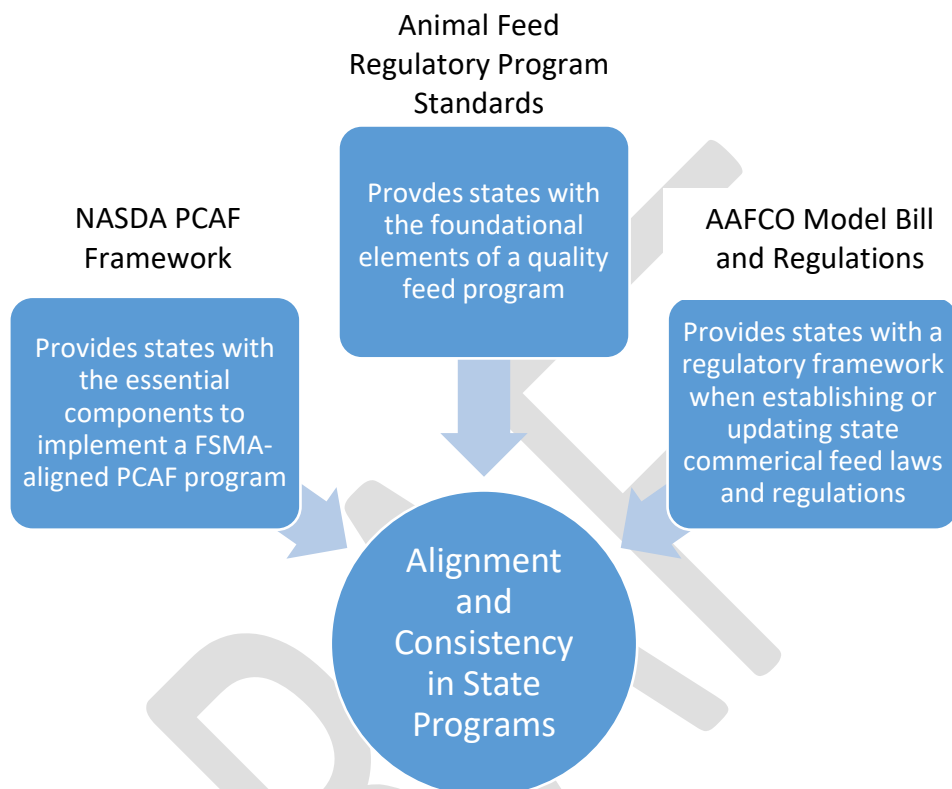 Animal Feed
Regulatory Program
Standards
Provdes states with
the foundational
elements of a quality
feed program
NASDA PCAF
Framework
Provides states with
the essential
components to
implement a FSMA-
aligned PCAF program
AAFCO Model Bill
and Regulations
Provides states with a
regulatory framework
when establishing or
updating state
commerical feed laws
and regulations
Alignment
and
Consistency
in State
Programs